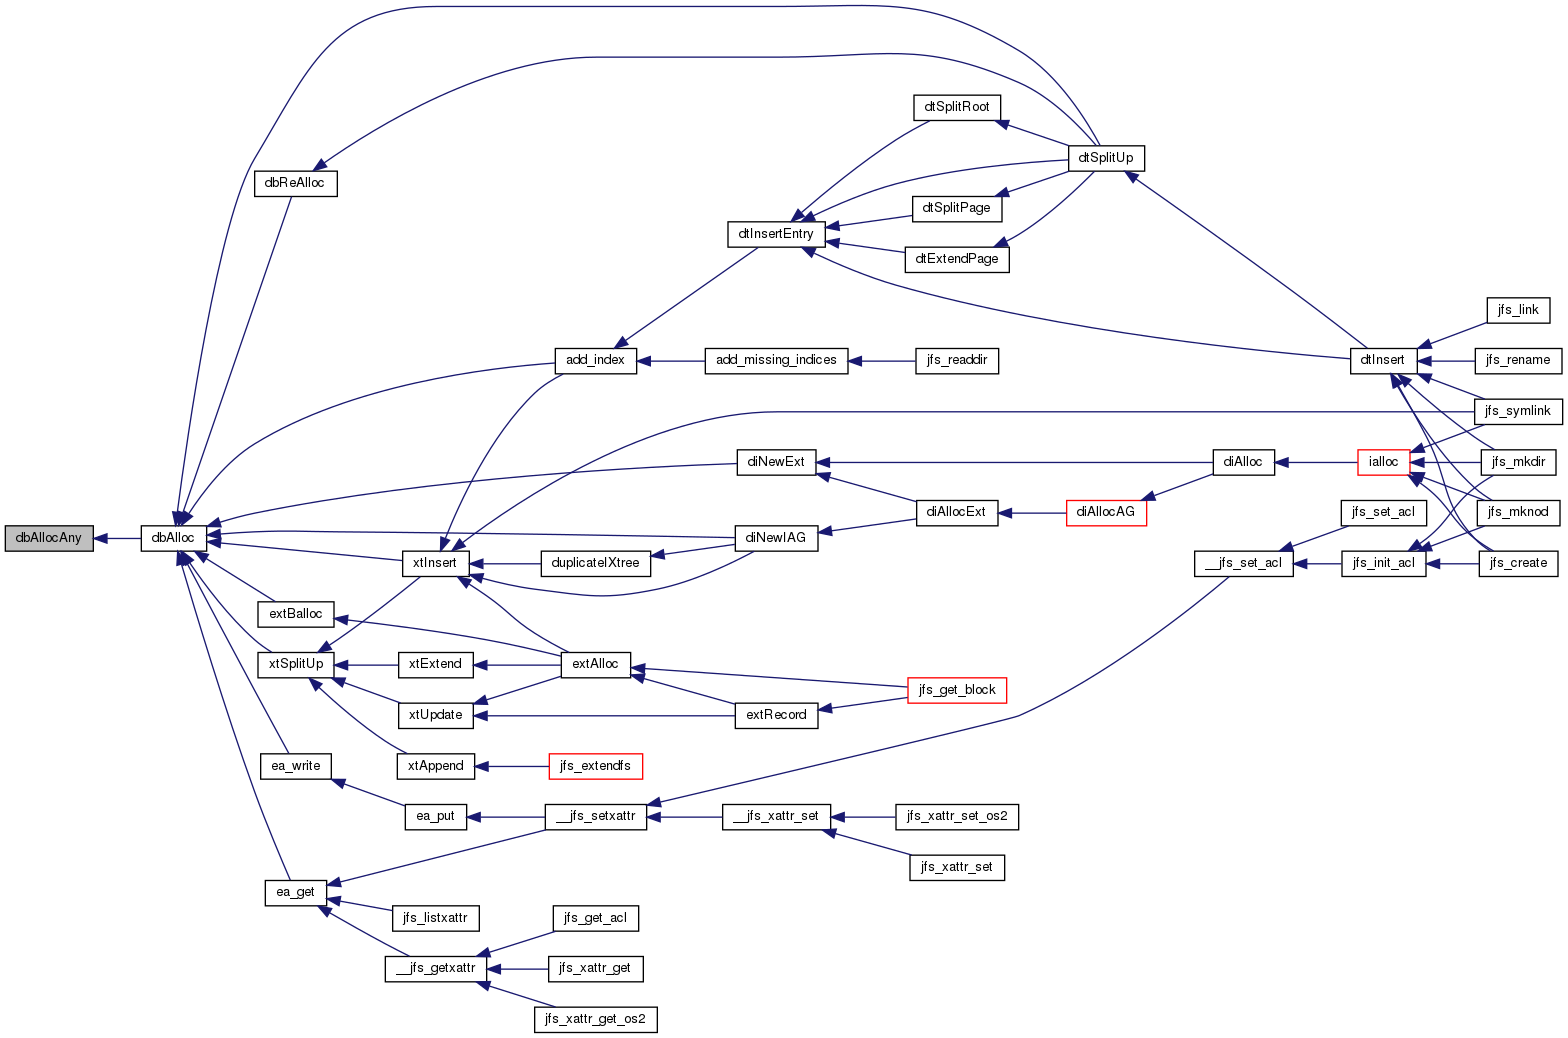 dtSplitRoot
dtSplitUp
dbReAlloc
dtSplitPage
dtInsertEntry
dtExtendPage
jfs_link
add_index
add_missing_indices
jfs_readdir
dtInsert
jfs_rename
jfs_symlink
diNewExt
diAlloc
ialloc
jfs_mkdir
diAllocExt
diAllocAG
jfs_set_acl
jfs_mknod
dbAllocAny
dbAlloc
diNewIAG
xtInsert
duplicateIXtree
__jfs_set_acl
jfs_init_acl
jfs_create
extBalloc
xtSplitUp
xtExtend
extAlloc
jfs_get_block
xtUpdate
extRecord
ea_write
xtAppend
jfs_extendfs
ea_put
__jfs_setxattr
__jfs_xattr_set
jfs_xattr_set_os2
jfs_xattr_set
ea_get
jfs_listxattr
jfs_get_acl
__jfs_getxattr
jfs_xattr_get
jfs_xattr_get_os2